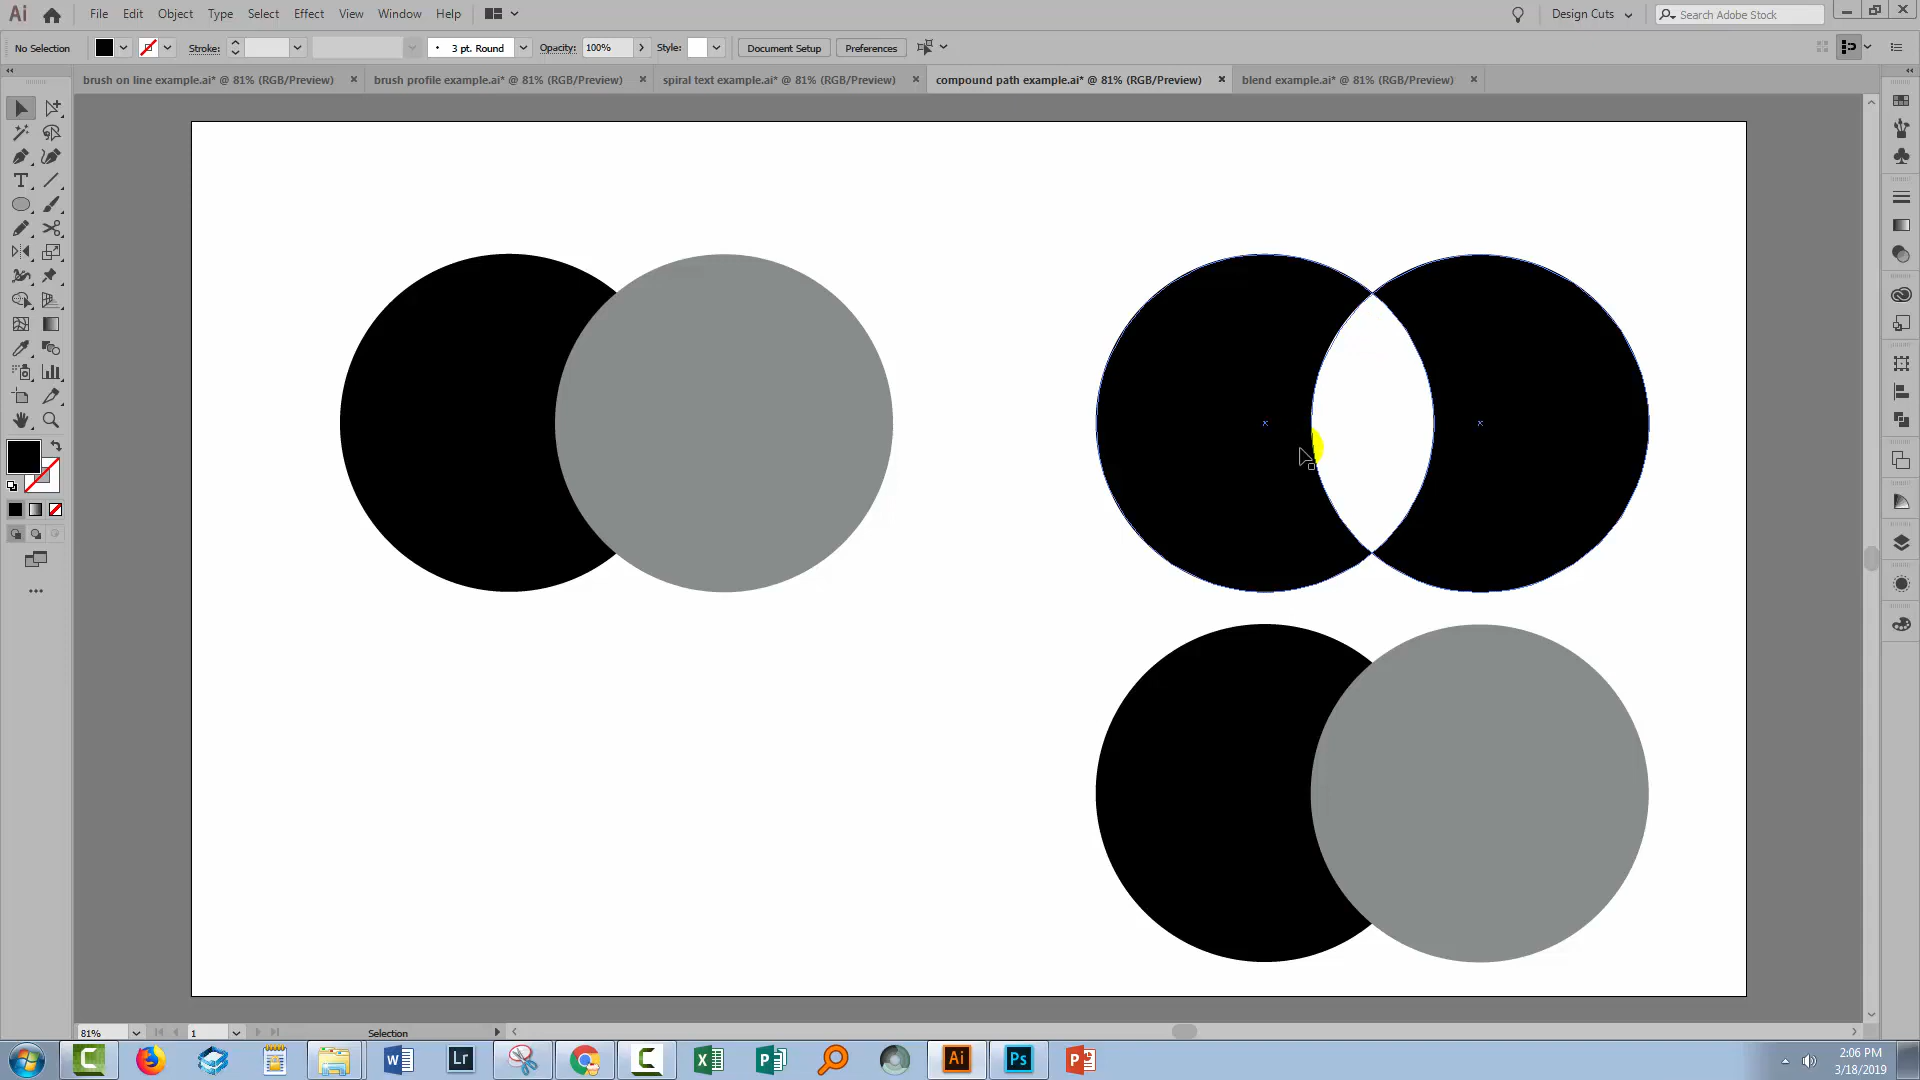 Ai File Edit Object Type Select Effect View Window Help Design Cuts Search Adobe Stock
No Selection Stroke: 3 pt. Round Opacity: 100% Style: Document Setup Preferences
brush on line example.ai* @ 81% (RGB/Preview) brush profile example.ai* @ 81% (RGB/Preview) spiral text example.ai* @ 81% (RGB/Preview) compound path example.ai* @ 81% (RGB/Preview) blend example.ai* @ 81% (RGB/Preview)
81% 1 Selection
Lr Ai Ps
2:06 PM
3/18/2019